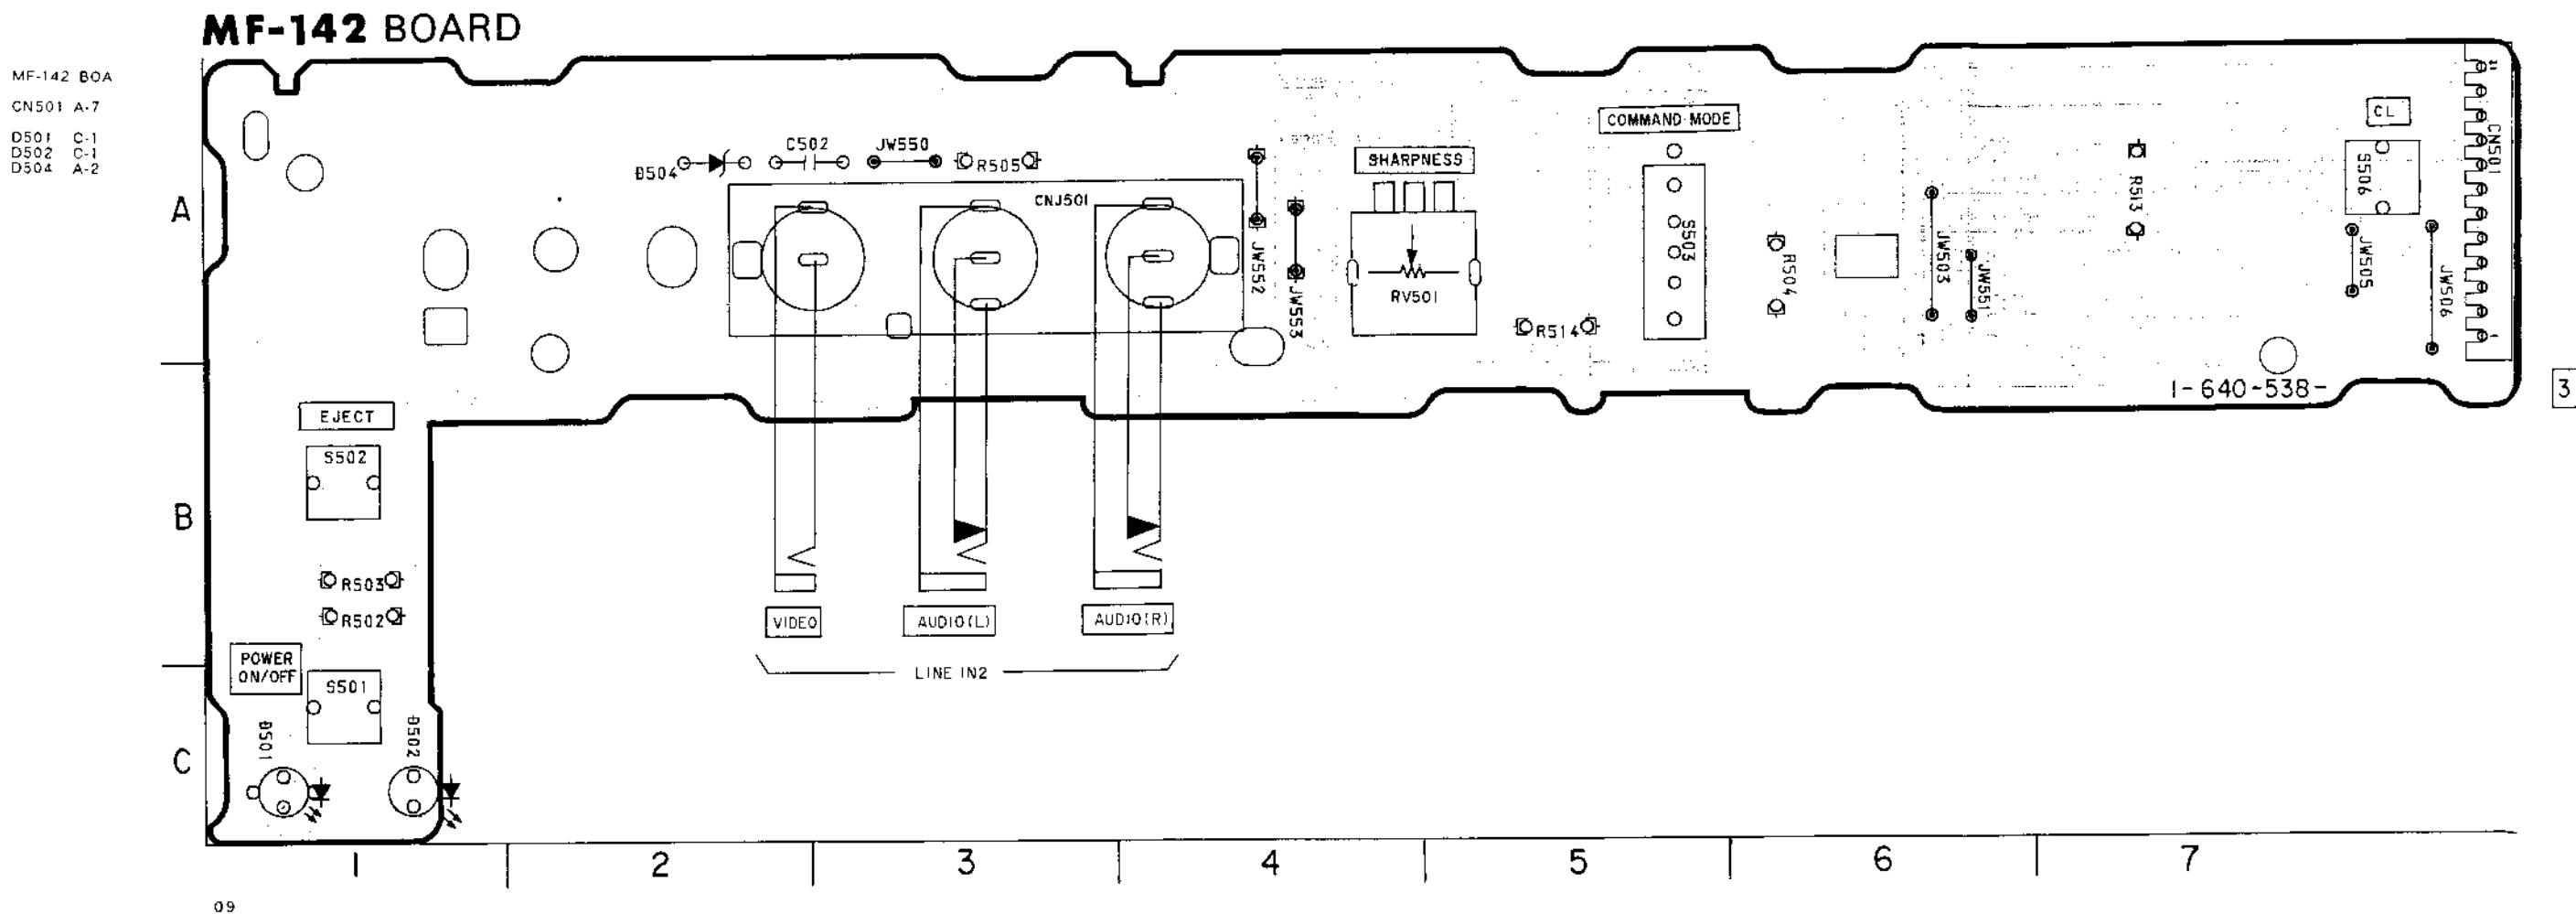 MF-142 BOARD
MF-142 BOA
CN501 A-7
D501 C-1
D502 C-1
D504 A-2
A
B
C
D504
C502
JW550
R505
CNJ501
JW552
JW553
SHARPNESS
RV501
COMMAND MODE
S503
R514
R504
JW503
JW551
R513
CL
S506
JW505
JW506
CN501
11
1
1-640-538-
3
EJECT
S502
R503
R502
POWER
ON/OFF
S501
D501
D502
VIDEO
AUDIO(L)
AUDIO(R)
LINE IN2
1 2 3 4 5 6 7
09